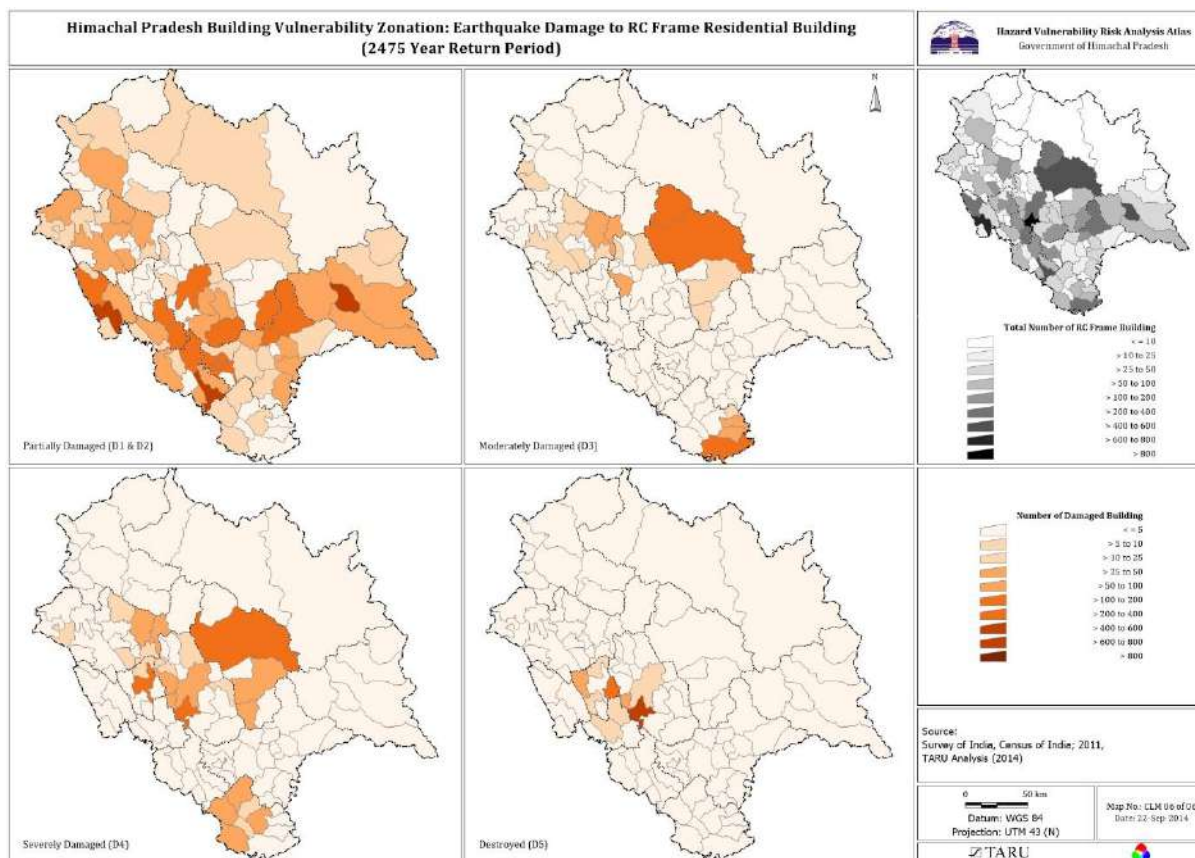 Himachal Pradesh Building Vulnerability Zonation: Earthquake Damage to RC Frame Residential Building
(2475 Year Return Period)
Hazard Vulnerability Risk Analysis Atlas
Government of Himachal Pradesh
N
Partially Damaged (D1 & D2)
Moderately Damaged (D3)
Total Number of RC Frame Building
< = 10
> 10 to 25
> 25 to 50
> 50 to 100
> 100 to 200
> 200 to 400
> 400 to 600
> 600 to 800
> 800
Severely Damaged (D4)
Destroyed (D5)
Number of Damaged Building
< = 5
> 5 to 10
> 10 to 25
> 25 to 50
> 50 to 100
> 100 to 200
> 200 to 400
> 400 to 600
> 600 to 800
> 800
Source:
Survey of India, Census of India; 2011,
TARU Analysis (2014)
0 50 km
Datum: WGS 84
Projection: UTM 43 (N)
Map No.: CLM 06 of 06
Date: 22-Sep 2014
TARU